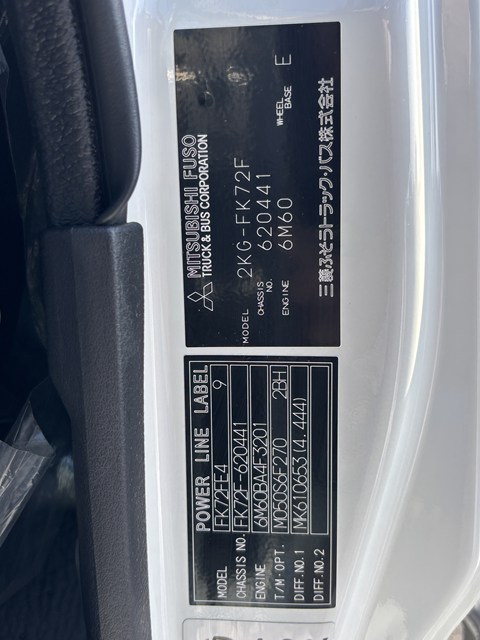 MITSUBISHI FUSO
TRUCK & BUS CORPORATION
MODEL 2KG-FK72F
CHASSIS NO. 620441
ENGINE 6M60 WHEEL BASE E
三菱ふそうトラック・バス株式会社
POWER LINE LABEL
MODEL FK72FE4 9
CHASSIS NO. FK72F-620441
ENGINE 6M60BA4F3201
T/M·OPT. M050S6F270 2BH
DIFF.NO.1 MK610653(4.444)
DIFF.NO.2